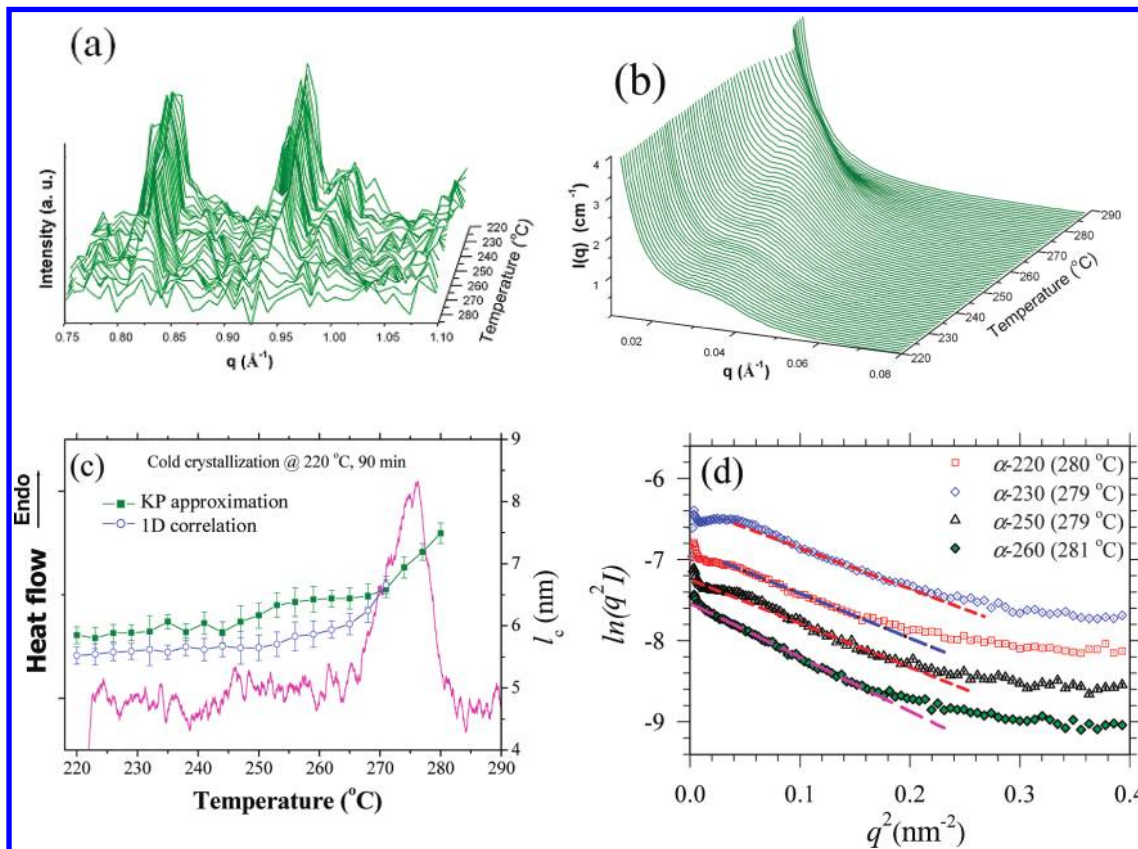 (a)
Intensity (a. u.)
220
230
240
250
260
270
280
Temperature (°C)
0.75 0.80 0.85 0.90 0.95 1.00 1.05 1.10
q (Å⁻¹)
(b)
I(q) (cm⁻¹)
4
3
2
1
290
280
270
260
250
240
230
220
Temperature (°C)
0.02 0.04 0.06 0.08
q (Å⁻¹)
(c)
Cold crystallization @ 220 °C, 90 min
KP approximation
1D correlation
Heat flow Endo
9
8
7
6
5
4
l_c (nm)
220 230 240 250 260 270 280 290
Temperature (°C)
(d)
α-220 (280 °C)
α-230 (279 °C)
α-250 (279 °C)
α-260 (281 °C)
ln(q²I)
-6
-7
-8
-9
0.0 0.1 0.2 0.3 0.4
q²(nm⁻²)